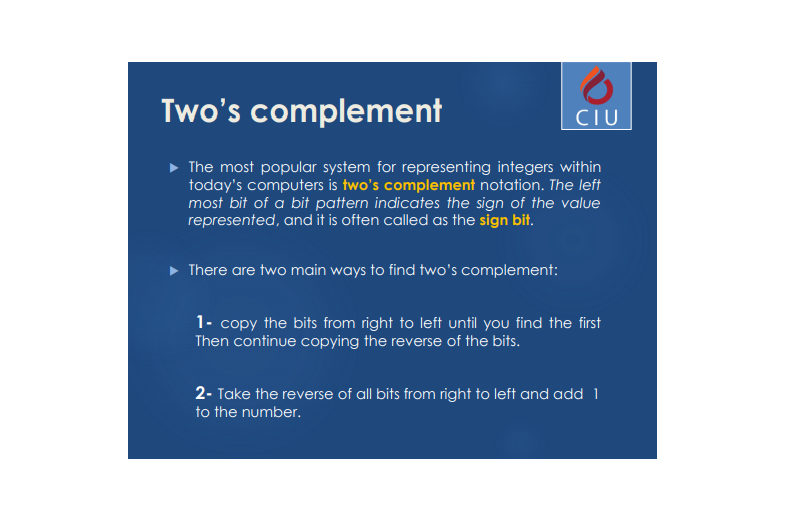 CIU
Two's complement
The most popular system for representing integers within
today's computers is two's complement notation. The left
most bit of a bit pattern indicates the sign of the value
represented, and it is often called as the sign bit.
There are two main ways to find two's complement:
1- copy the bits from right to left until you find the first
Then continue copying the reverse of the bits.
2- Take the reverse of all bits from right to left and add 1
to the number.